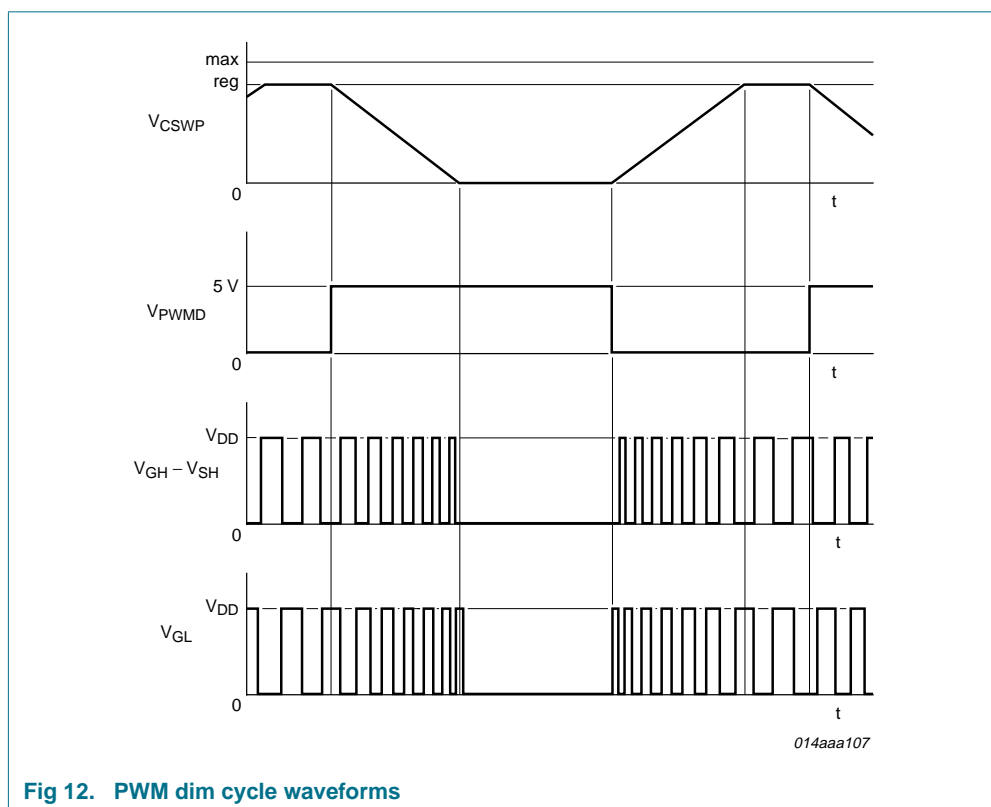 max
reg
VCSWP
0
t
5 V
VPWMD
0
t
VDD
VGH − VSH
0
t
VDD
VGL
0
t
014aaa107
Fig 12. PWM dim cycle waveforms